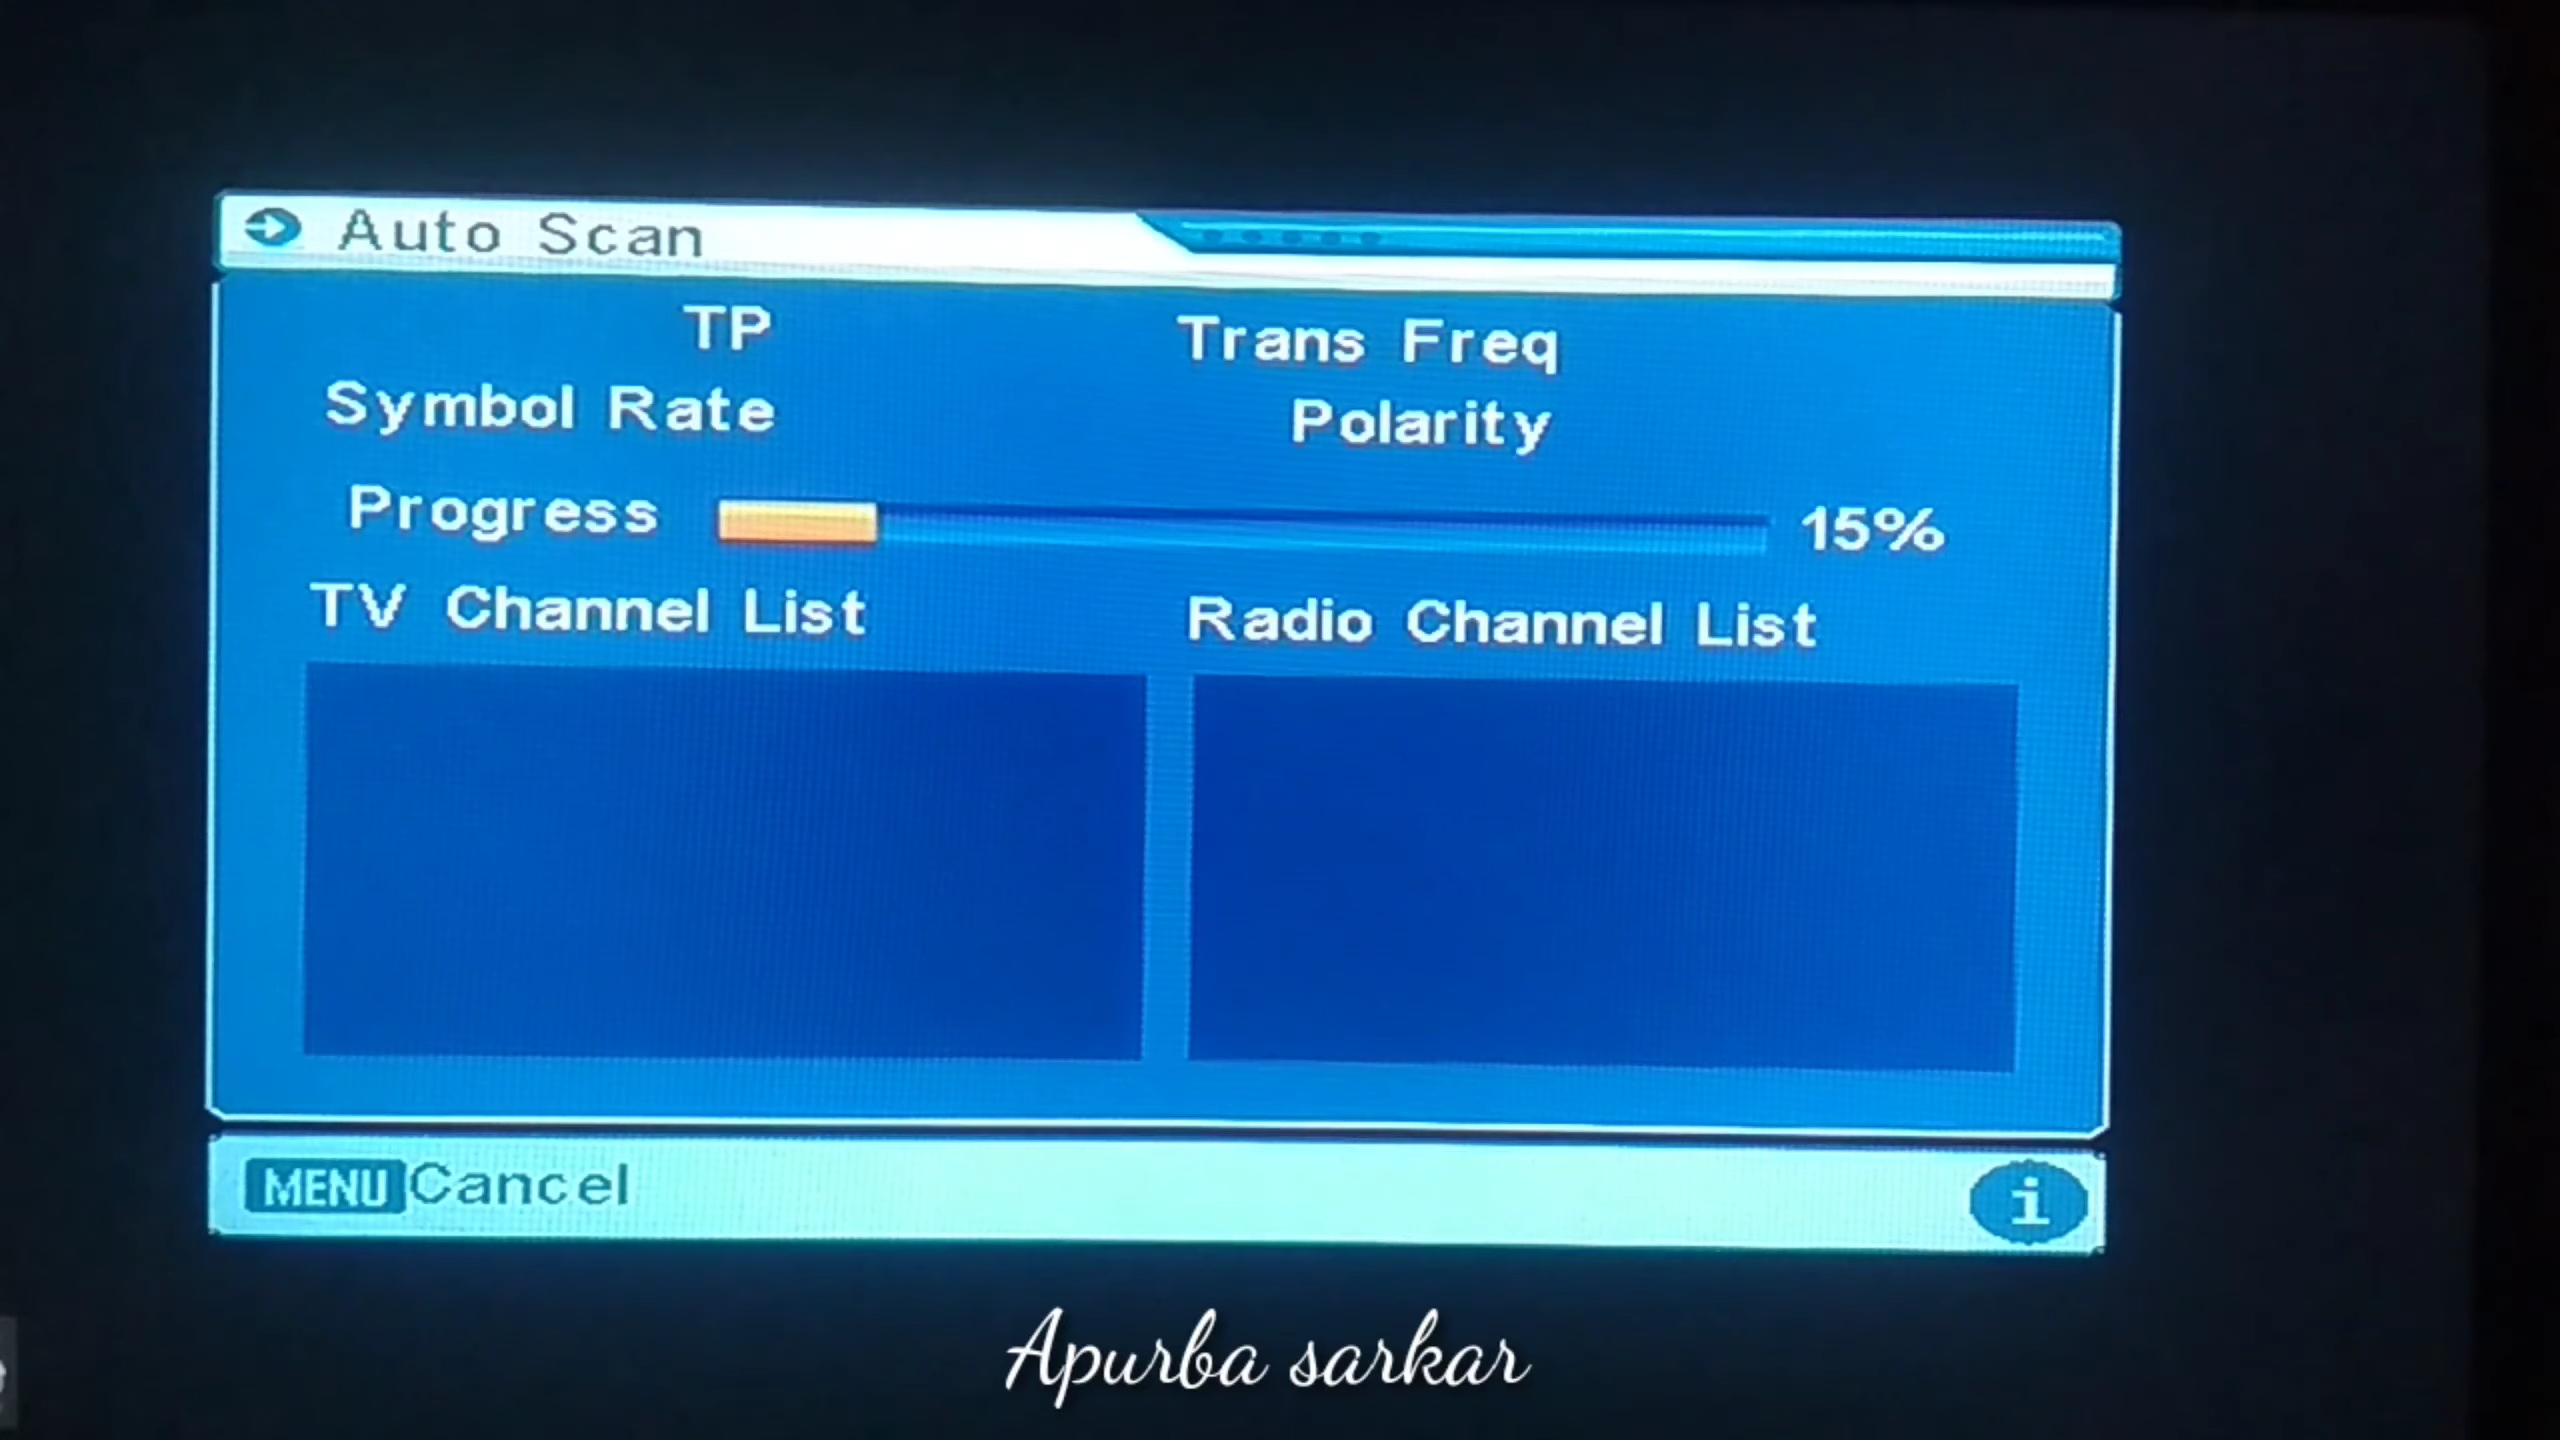 Auto Scan
TP Trans Freq
Symbol Rate Polarity
Progress 15%
TV Channel List Radio Channel List
MENU Cancel i
Apurba sarkar